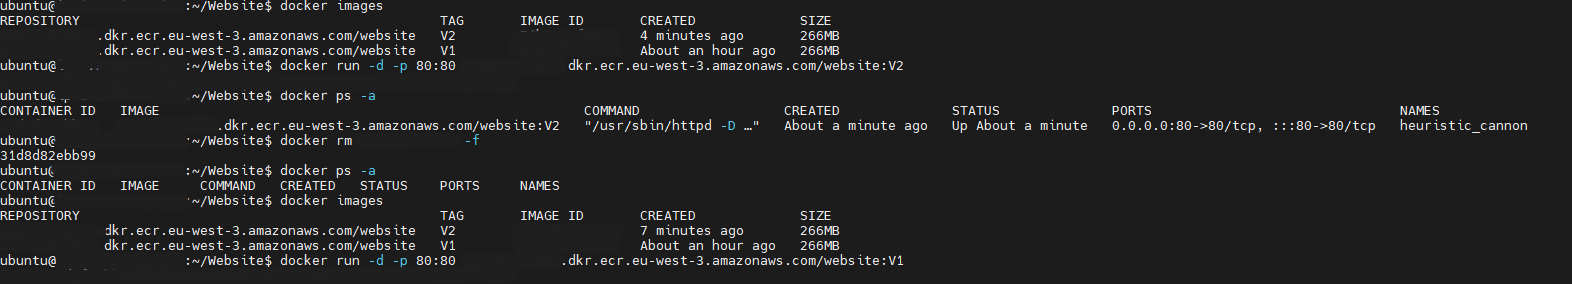 ubuntu@ :~/Website$ docker images
REPOSITORY TAG IMAGE ID CREATED SIZE
.dkr.ecr.eu-west-3.amazonaws.com/website V2 4 minutes ago 266MB
.dkr.ecr.eu-west-3.amazonaws.com/website V1 About an hour ago 266MB
ubuntu@ :~/Website$ docker run -d -p 80:80 dkr.ecr.eu-west-3.amazonaws.com/website:V2
ubuntu@ :~/Website$ docker ps -a
CONTAINER ID IMAGE COMMAND CREATED STATUS PORTS NAMES
.dkr.ecr.eu-west-3.amazonaws.com/website:V2 "/usr/sbin/httpd -D …" About a minute ago Up About a minute 0.0.0.0:80->80/tcp, :::80->80/tcp heuristic_cannon
ubuntu@ :~/Website$ docker rm -f
31d8d82ebb99
ubuntu@ :~/Website$ docker ps -a
CONTAINER ID IMAGE COMMAND CREATED STATUS PORTS NAMES
ubuntu@ :~/Website$ docker images
REPOSITORY TAG IMAGE ID CREATED SIZE
dkr.ecr.eu-west-3.amazonaws.com/website V2 7 minutes ago 266MB
dkr.ecr.eu-west-3.amazonaws.com/website V1 About an hour ago 266MB
ubuntu@ :~/Website$ docker run -d -p 80:80 .dkr.ecr.eu-west-3.amazonaws.com/website:V1